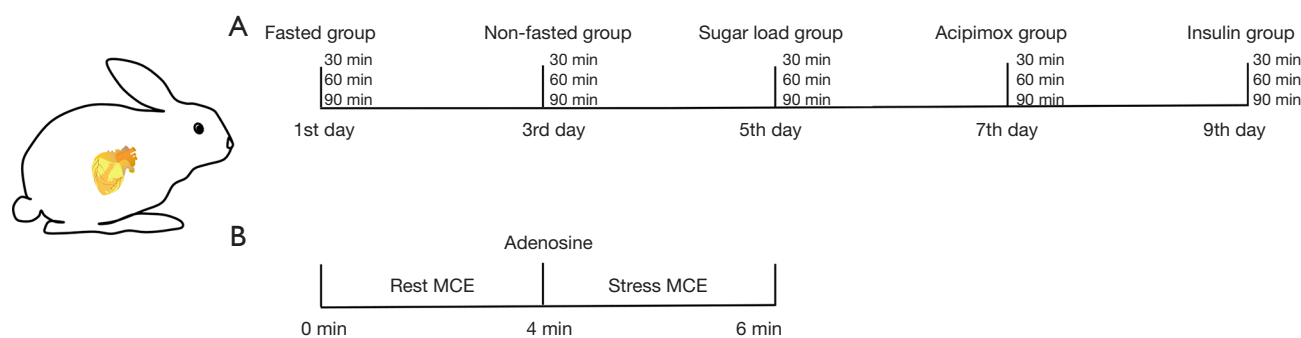 A
Fasted group Non-fasted group Sugar load group Acipimox group Insulin group
30 min 30 min 30 min 30 min 30 min
60 min 60 min 60 min 60 min 60 min
90 min 90 min 90 min 90 min 90 min
1st day 3rd day 5th day 7th day 9th day
B
Adenosine
Rest MCE Stress MCE
0 min 4 min 6 min